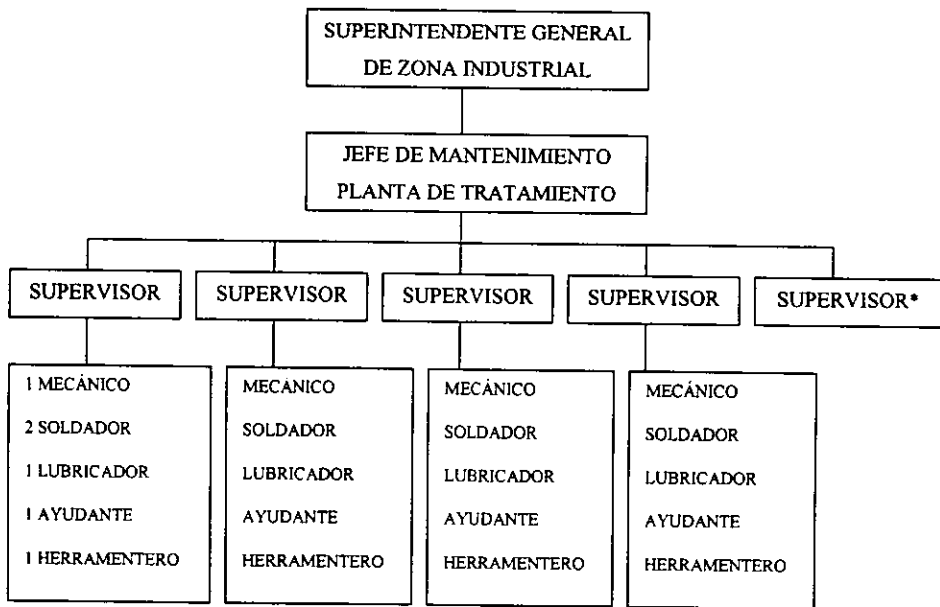 SUPERINTENDENTE GENERAL
DE ZONA INDUSTRIAL
JEFE DE MANTENIMIENTO
PLANTA DE TRATAMIENTO
SUPERVISOR
SUPERVISOR
SUPERVISOR
SUPERVISOR
SUPERVISOR*
1 MECÁNICO
2 SOLDADOR
1 LUBRICADOR
1 AYUDANTE
1 HERRAMENTERO
MECÁNICO
SOLDADOR
LUBRICADOR
AYUDANTE
HERRAMENTERO
MECÁNICO
SOLDADOR
LUBRICADOR
AYUDANTE
HERRAMENTERO
MECÁNICO
SOLDADOR
LUBRICADOR
AYUDANTE
HERRAMENTERO